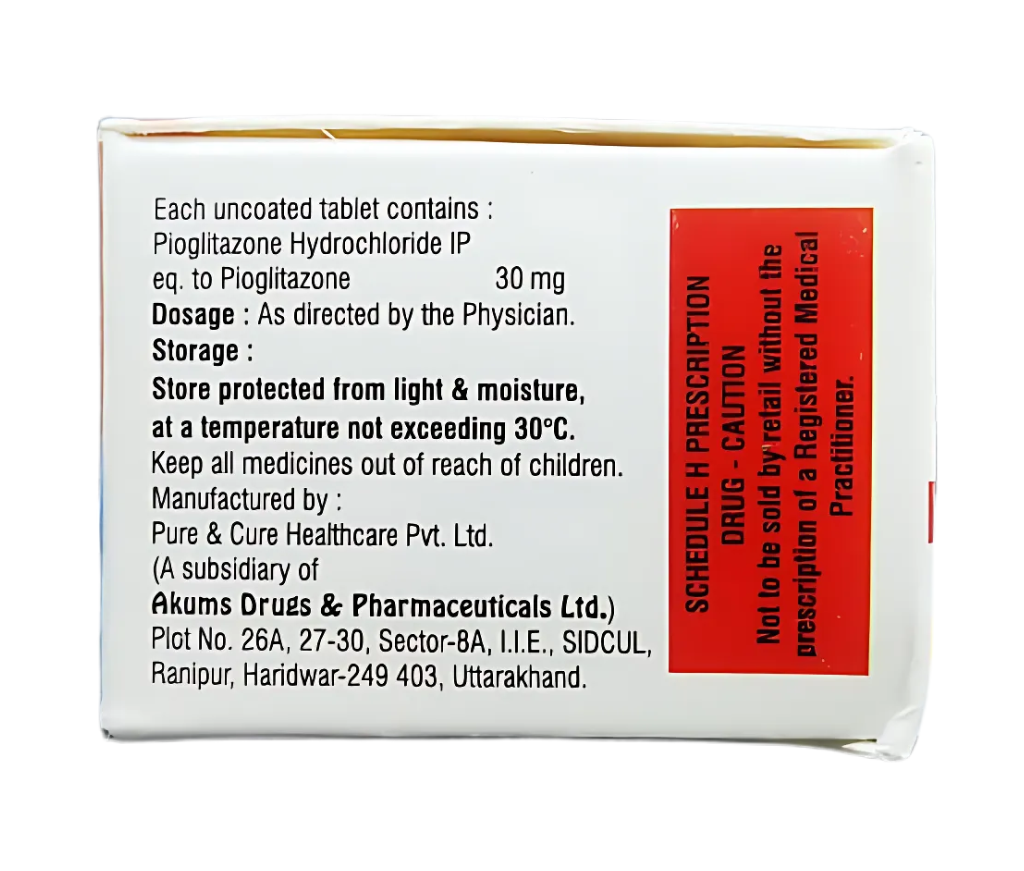 Each uncoated tablet contains :
Pioglitazone Hydrochloride IP
eq. to Pioglitazone 30 mg
Dosage : As directed by the Physician.
Storage :
Store protected from light & moisture,
at a temperature not exceeding 30°C.
Keep all medicines out of reach of children.
Manufactured by :
Pure & Cure Healthcare Pvt. Ltd.
(A subsidiary of
Akums Drugs & Pharmaceuticals Ltd.)
Plot No. 26A, 27-30, Sector-8A, I.I.E., SIDCUL,
Ranipur, Haridwar-249 403, Uttarakhand.
SCHEDULE H PRESCRIPTION
DRUG - CAUTION
Not to be sold by retail without the
prescription of a Registered Medical
Practitioner.